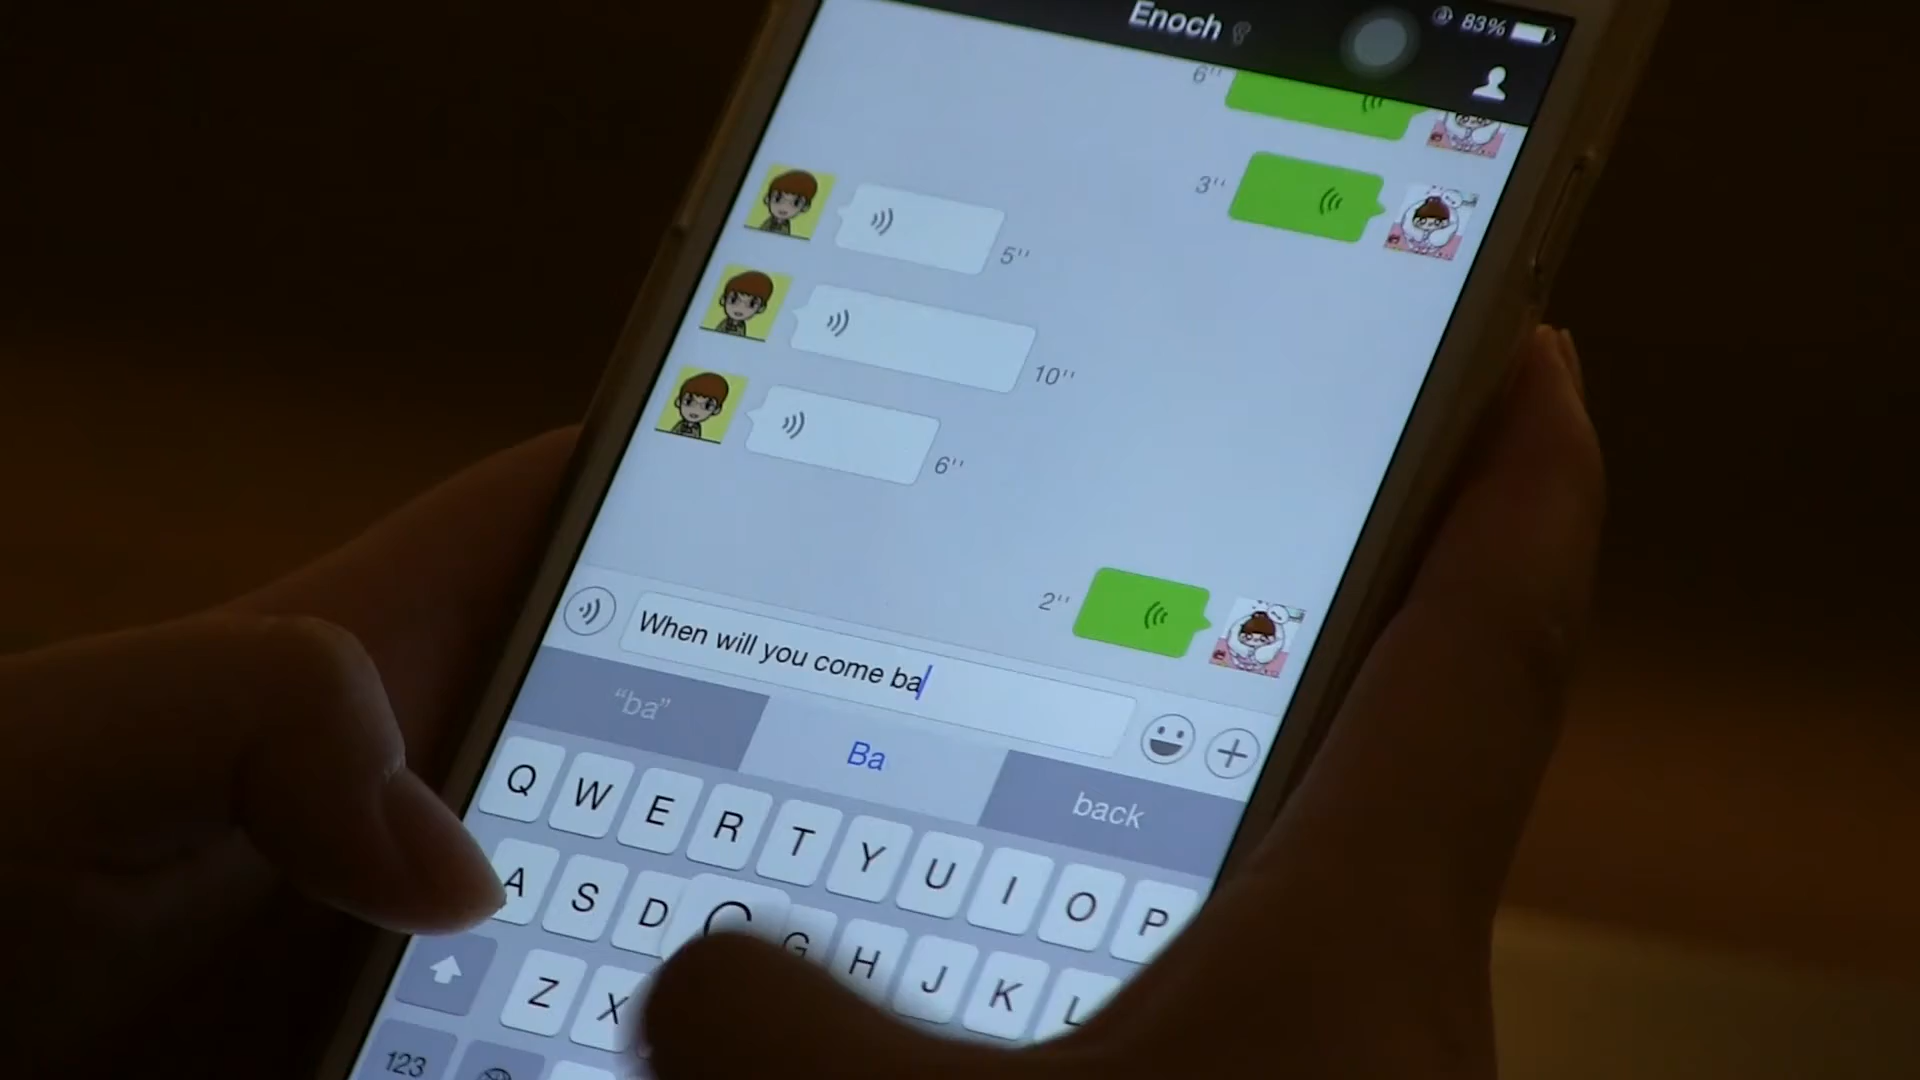 Enoch
83%
6''
3''
5''
10''
6''
2''
When will you come ba
“ba”
Ba
back
Q W E R T Y U I O P
A S D C G H J K L
Z X
123